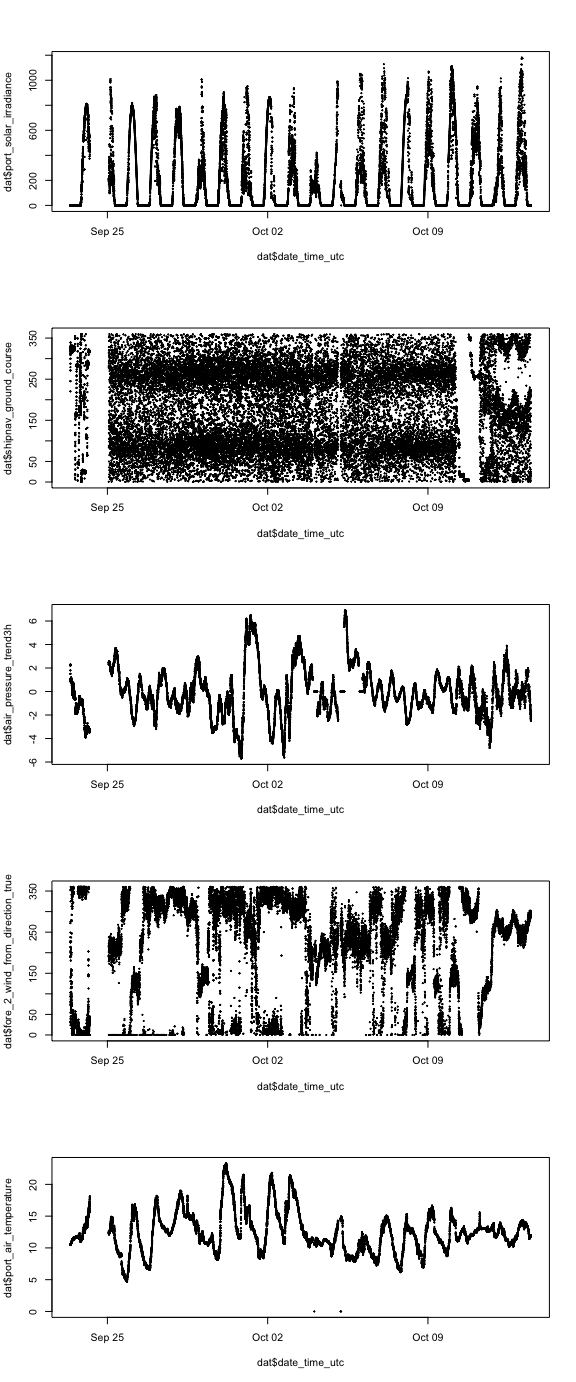 dat$port_solar_irradiance
0 200 600 1000
Sep 25 Oct 02 Oct 09
dat$date_time_utc
dat$shipnav_ground_course
0 50 150 250 350
Sep 25 Oct 02 Oct 09
dat$date_time_utc
dat$air_pressure_trend3h
-6 -4 -2 0 2 4 6
Sep 25 Oct 02 Oct 09
dat$date_time_utc
dat$fore_2_wind_from_direction_true
0 50 150 250 350
Sep 25 Oct 02 Oct 09
dat$date_time_utc
dat$port_air_temperature
0 5 10 15 20
Sep 25 Oct 02 Oct 09
dat$date_time_utc